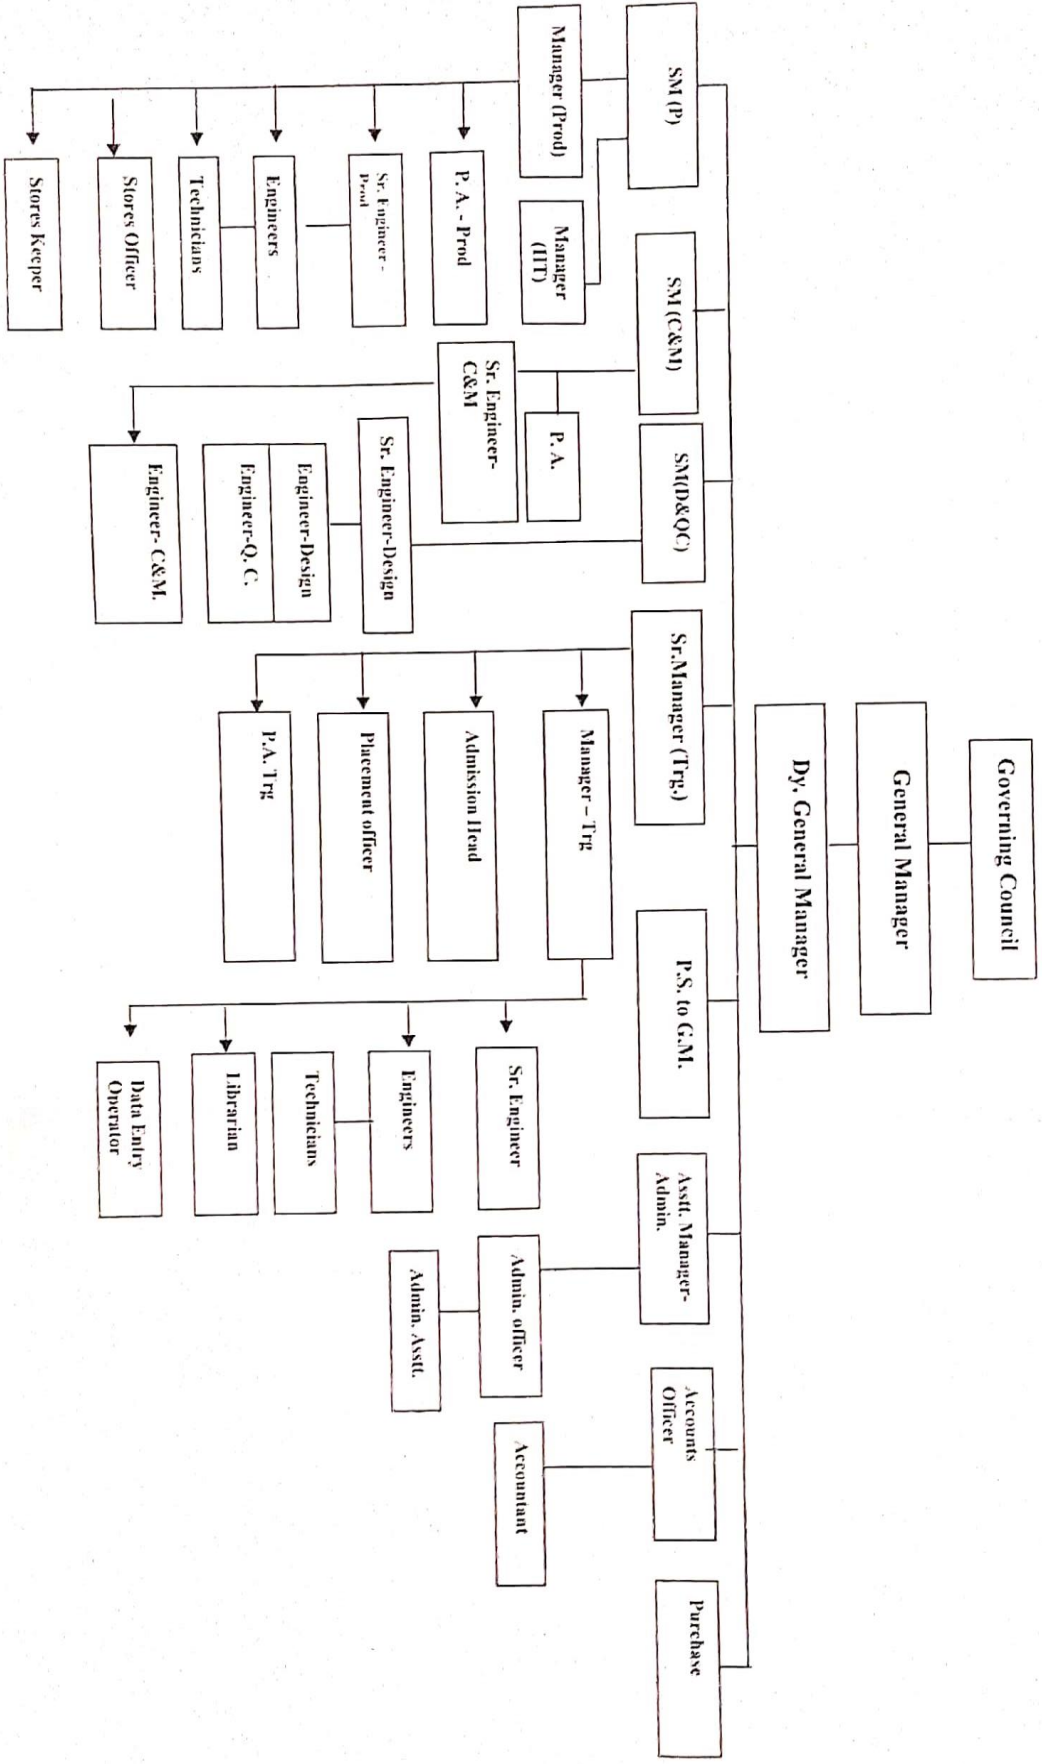 Governing Council
General Manager
Dy. General Manager
SM (P)
SM (C&M)
SM(D&QC)
Sr.Manager (Trg.)
P.S. to G.M.
Asstt. Manager-
Admin.
Accounts
Officer
Purchase
Manager (Prod)
Manager
(IIT)
P. A. - Prod
Sr. Engineer -
Prod
Engineers
Technicians
Stores Officer
Stores Keeper
P. A.
Sr. Engineer-
C&M
Engineer- C&M.
Sr. Engineer-Design
Engineer-Design
Engineer-Q. C.
Manager – Trg
Admission Head
Placement officer
P.A. Trg
Sr. Engineer
Engineers
Technicians
Librarian
Data Entry
Operator
Admin. officer
Admin. Asstt.
Accountant